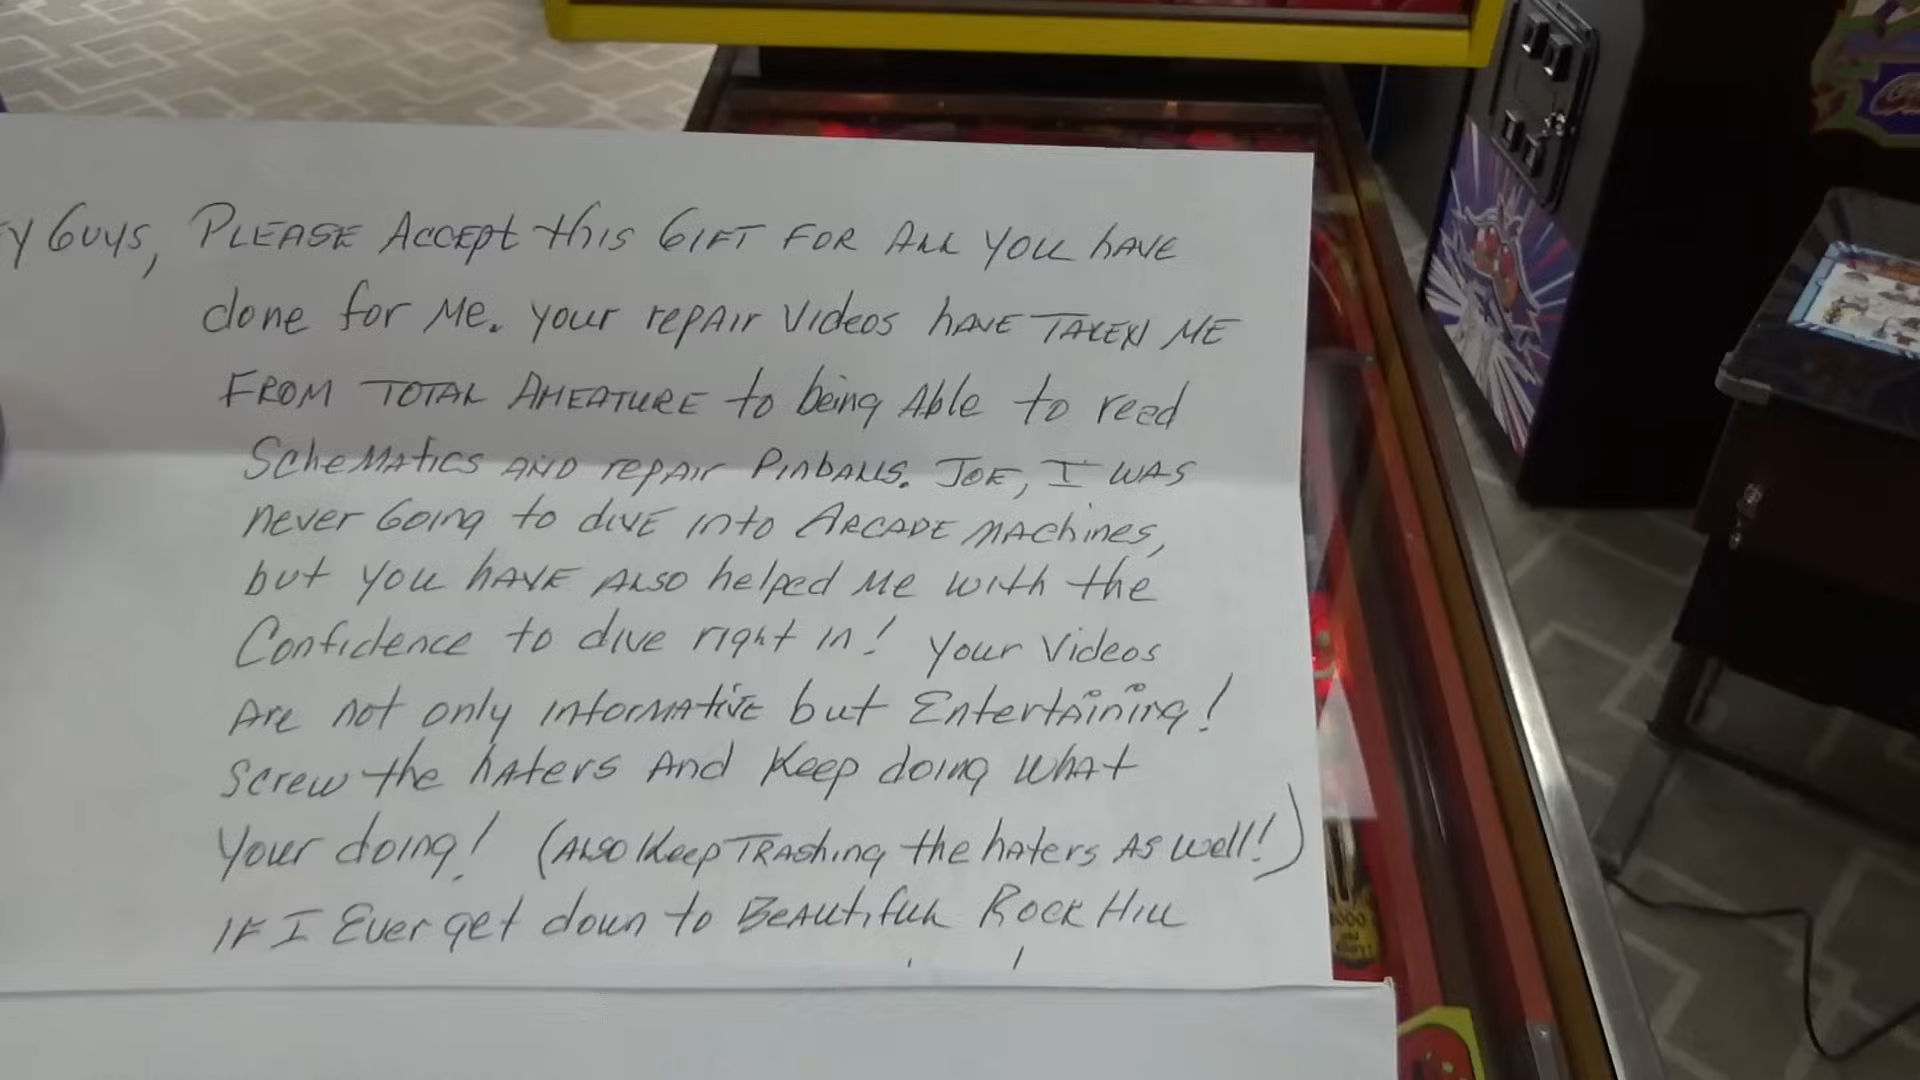 y Guys, PLEASE Accept this GIFT FOR ALL YOU hAVE
done for Me. Your repAir Videos hAVE TAKEN ME
FROM TOTAL AMEATURE to being Able to read
ScheMAtics AND repAir PinbALLS. JOE, I WAS
never Going to diVE into ARCADE MAchines,
but you hAVE ALSO helped Me with the
Confidence to dive right in! Your Videos
Are not only inforMAtiVE but EntertAining!
Screw the hAters And Keep doing WhAt
Your doing! (ALSO Keep TRAshing the hAters AS well!)
IF I Ever get down to BeAutifuL Rock HiLL
1000